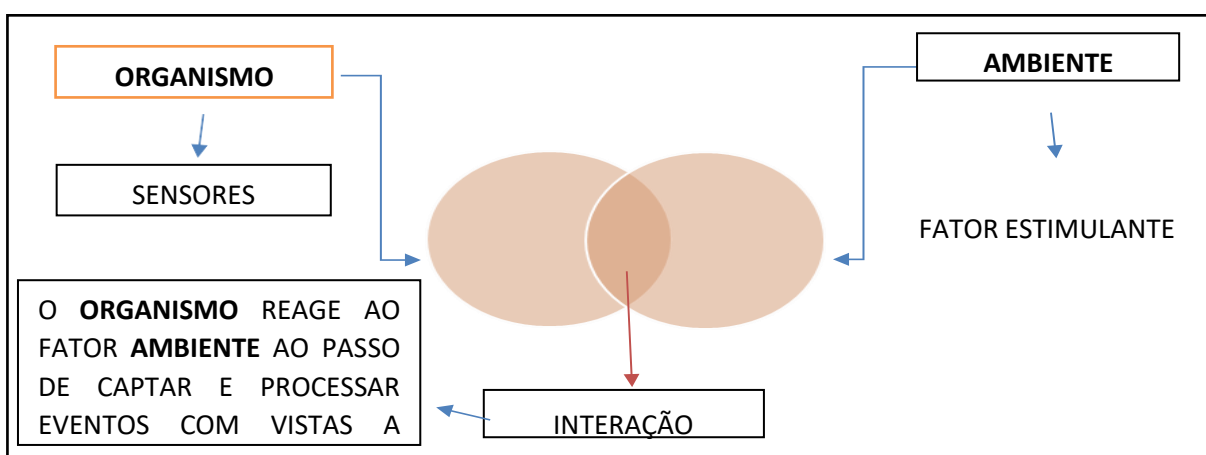 ORGANISMO
AMBIENTE
SENSORES
FATOR ESTIMULANTE
O ORGANISMO REAGE AO
FATOR AMBIENTE AO PASSO
DE CAPTAR E PROCESSAR
EVENTOS COM VISTAS A
INTERAÇÃO